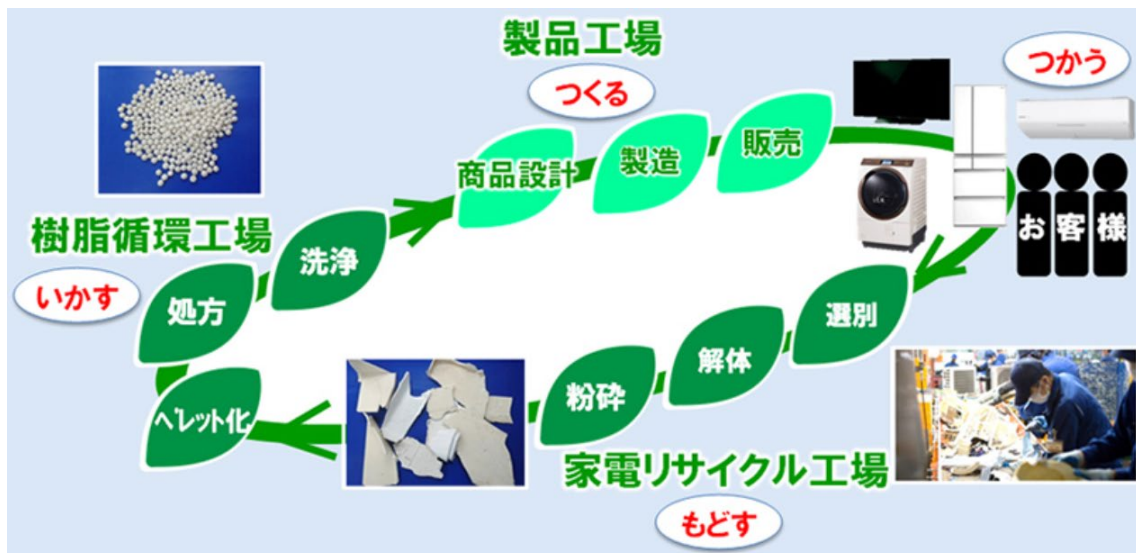 製品工場
つくる
つかう
商品設計
製造
販売
お客様
樹脂循環工場
いかす
洗浄
処方
ペレット化
選別
解体
粉砕
家電リサイクル工場
もどす